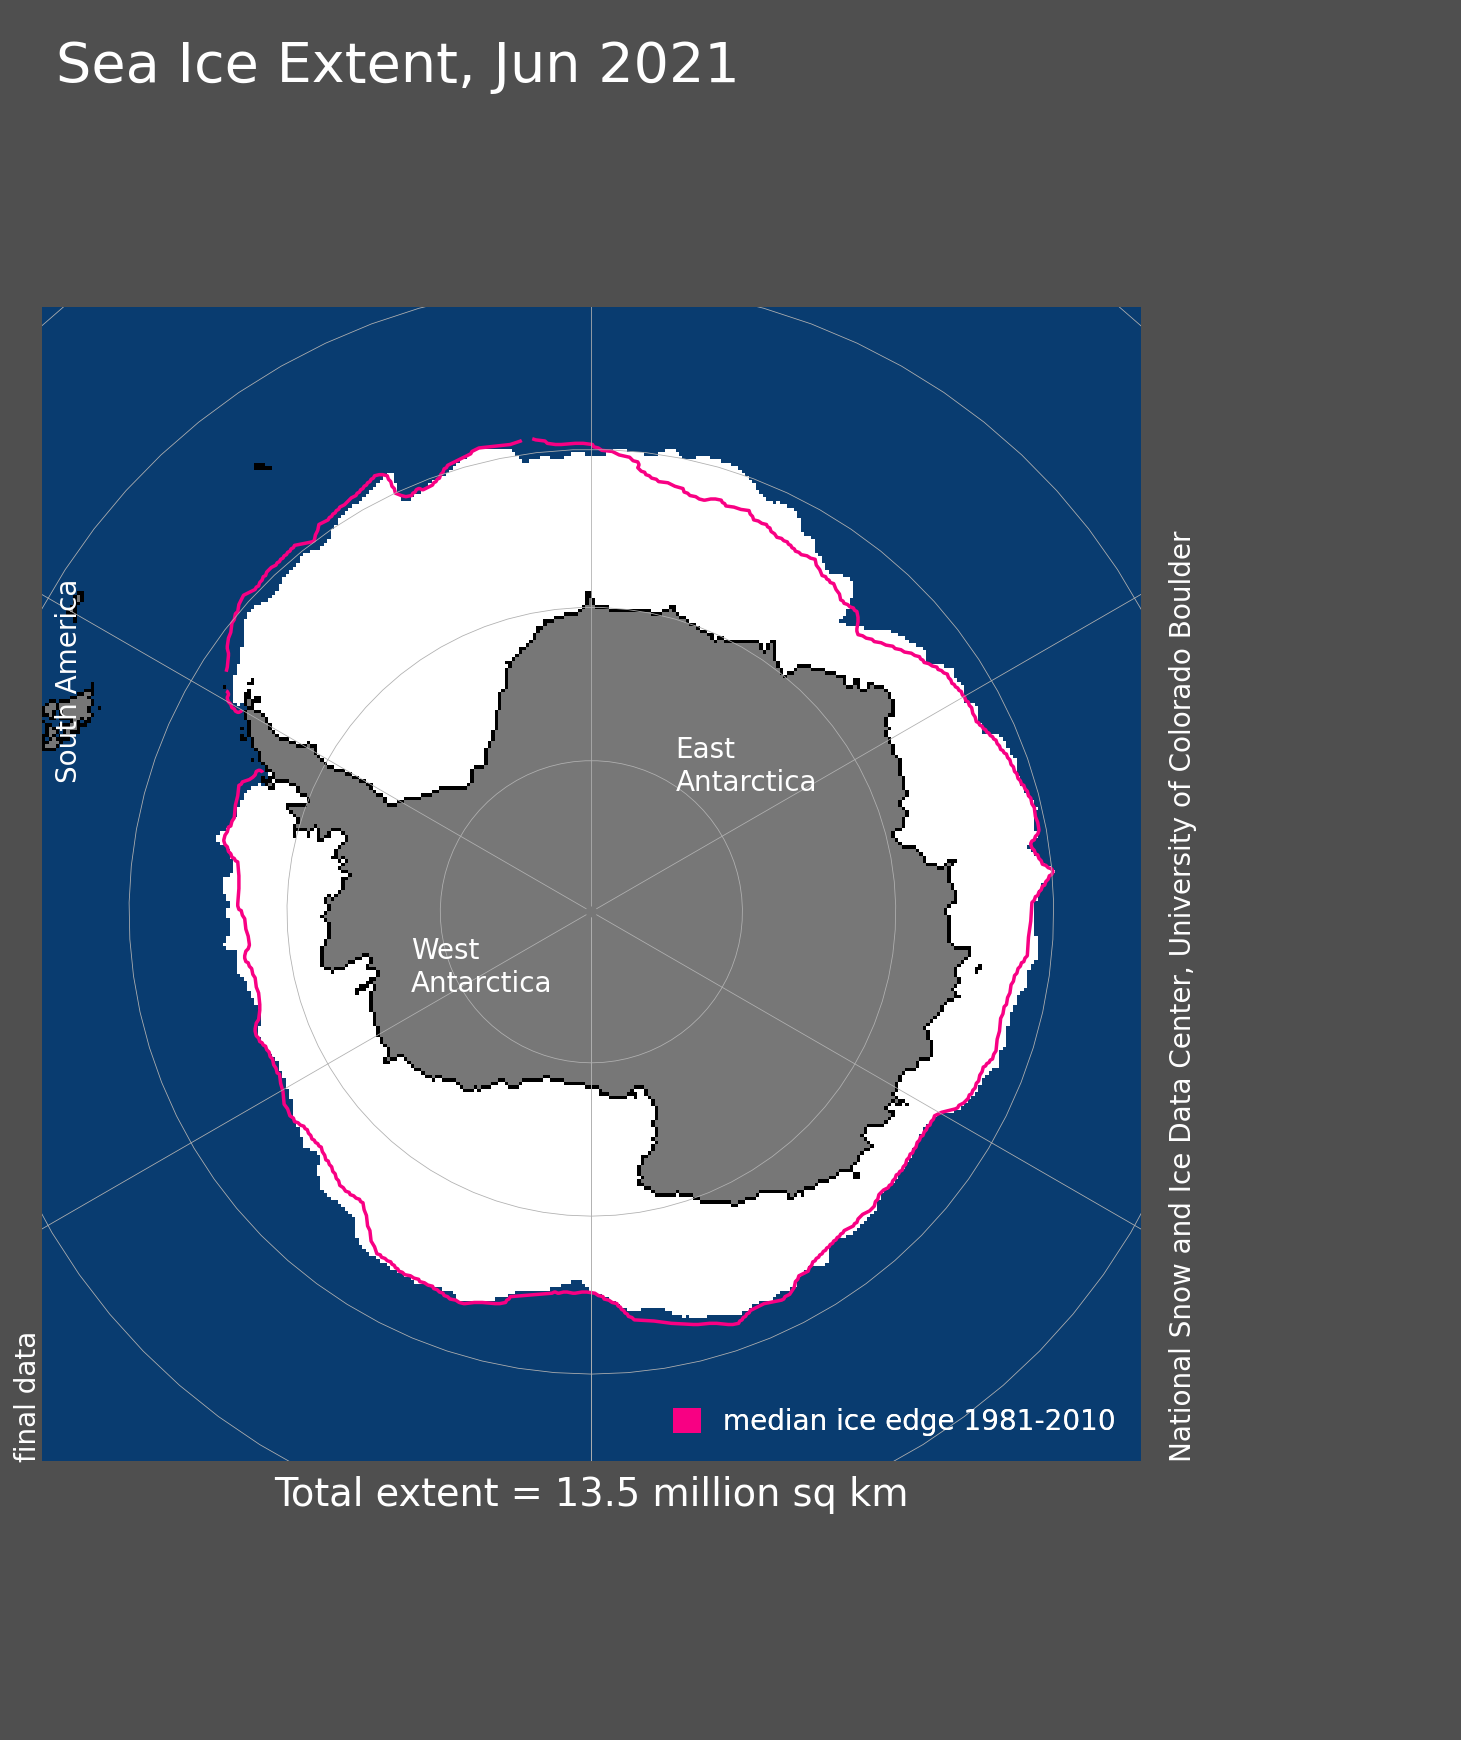 Sea Ice Extent, Jun 2021
South America
East
Antarctica
West
Antarctica
median ice edge 1981-2010
final data
National Snow and Ice Data Center, University of Colorado Boulder
Total extent = 13.5 million sq km